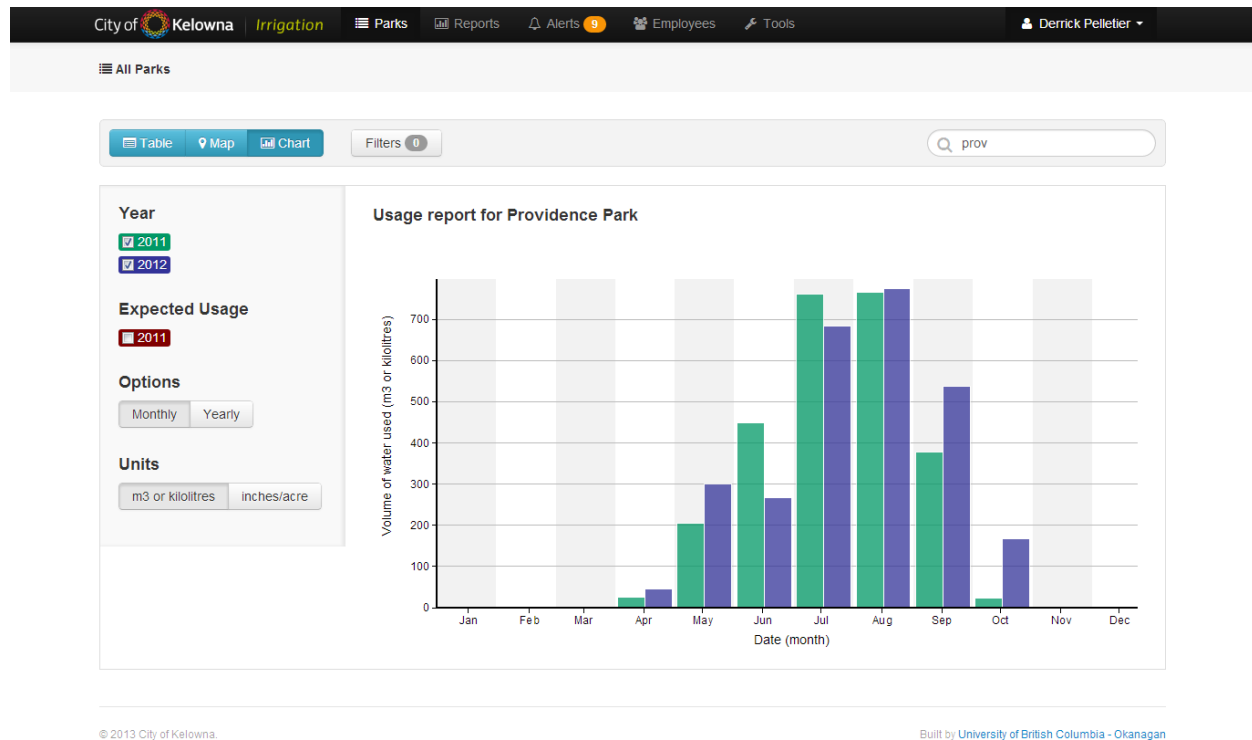 City of Kelowna Irrigation Parks Reports Alerts 9 Employees Tools Derrick Pelletier
All Parks
Table Map Chart Filters 0 prov
Year
2011
2012
Expected Usage
2011
Options
Monthly Yearly
Units
m3 or kilolitres inches/acre
Usage report for Providence Park
Volume of water used (m3 or kilolitres)
700
600
500
400
300
200
100
0
Jan Feb Mar Apr May Jun Jul Aug Sep Oct Nov Dec
Date (month)
© 2013 City of Kelowna. Built by University of British Columbia - Okanagan